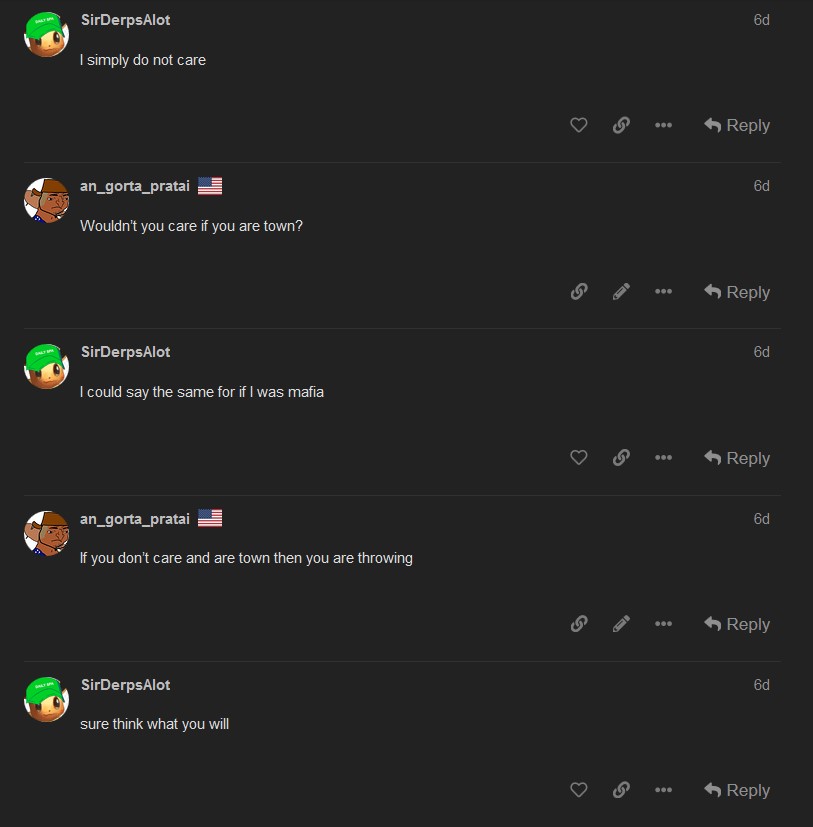 SirDerpsAlot 6d
I simply do not care
Reply
an_gorta_pratai 6d
Wouldn't you care if you are town?
Reply
SirDerpsAlot 6d
I could say the same for if I was mafia
Reply
an_gorta_pratai 6d
If you don't care and are town then you are throwing
Reply
SirDerpsAlot 6d
sure think what you will
Reply